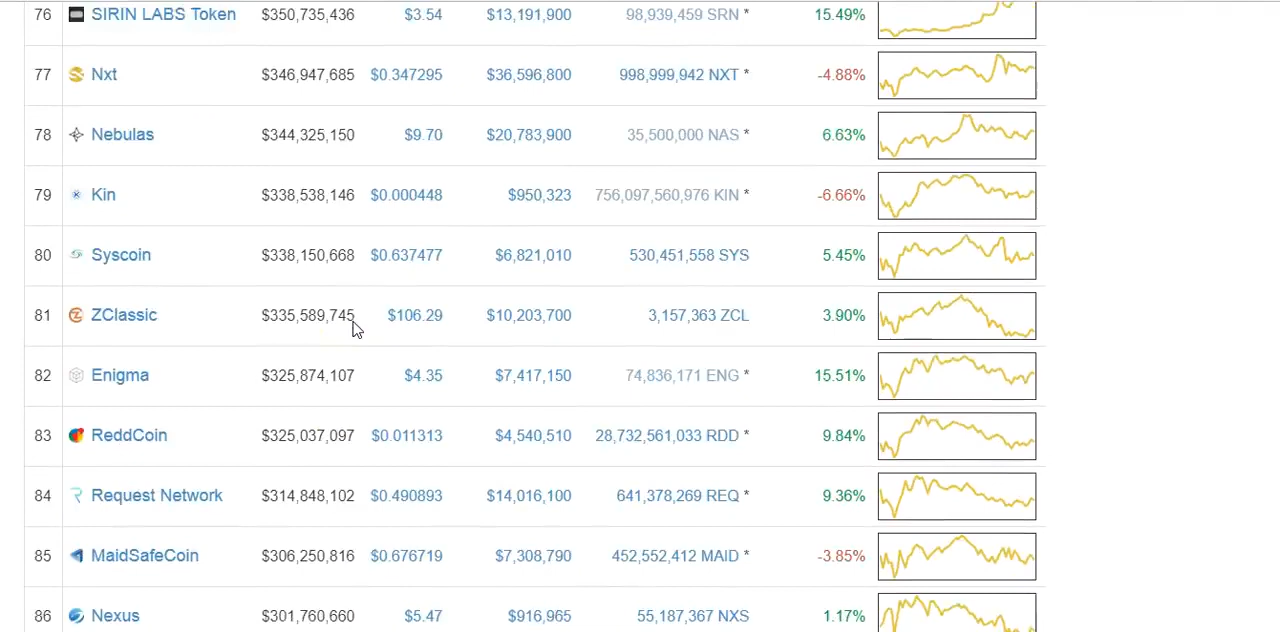 76 SIRIN LABS Token $350,735,436 $3.54 $13,191,900 98,939,459 SRN * 15.49%
77 Nxt $346,947,685 $0.347295 $36,596,800 998,999,942 NXT * -4.88%
78 Nebulas $344,325,150 $9.70 $20,783,900 35,500,000 NAS * 6.63%
79 Kin $338,538,146 $0.000448 $950,323 756,097,560,976 KIN * -6.66%
80 Syscoin $338,150,668 $0.637477 $6,821,010 530,451,558 SYS 5.45%
81 ZClassic $335,589,745 $106.29 $10,203,700 3,157,363 ZCL 3.90%
82 Enigma $325,874,107 $4.35 $7,417,150 74,836,171 ENG * 15.51%
83 ReddCoin $325,037,097 $0.011313 $4,540,510 28,732,561,033 RDD * 9.84%
84 Request Network $314,848,102 $0.490893 $14,016,100 641,378,269 REQ * 9.36%
85 MaidSafeCoin $306,250,816 $0.676719 $7,308,790 452,552,412 MAID * -3.85%
86 Nexus $301,760,660 $5.47 $916,965 55,187,367 NXS 1.17%